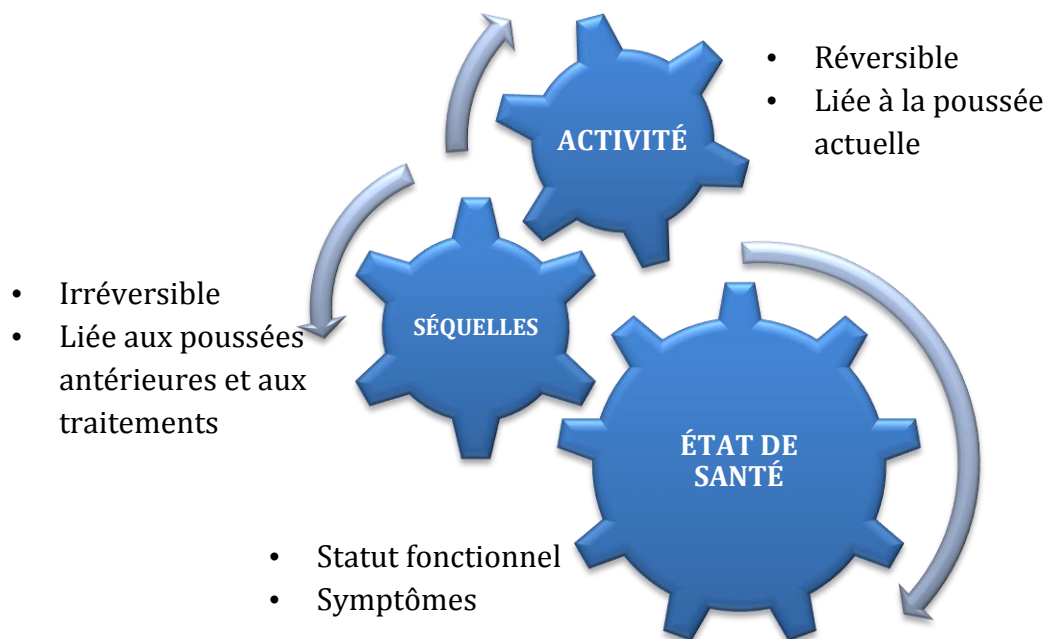 ACTIVITÉ
• Réversible
• Liée à la poussée
actuelle
SÉQUELLES
• Irréversible
• Liée aux poussées
antérieures et aux
traitements
ÉTAT DE
SANTÉ
• Statut fonctionnel
• Symptômes